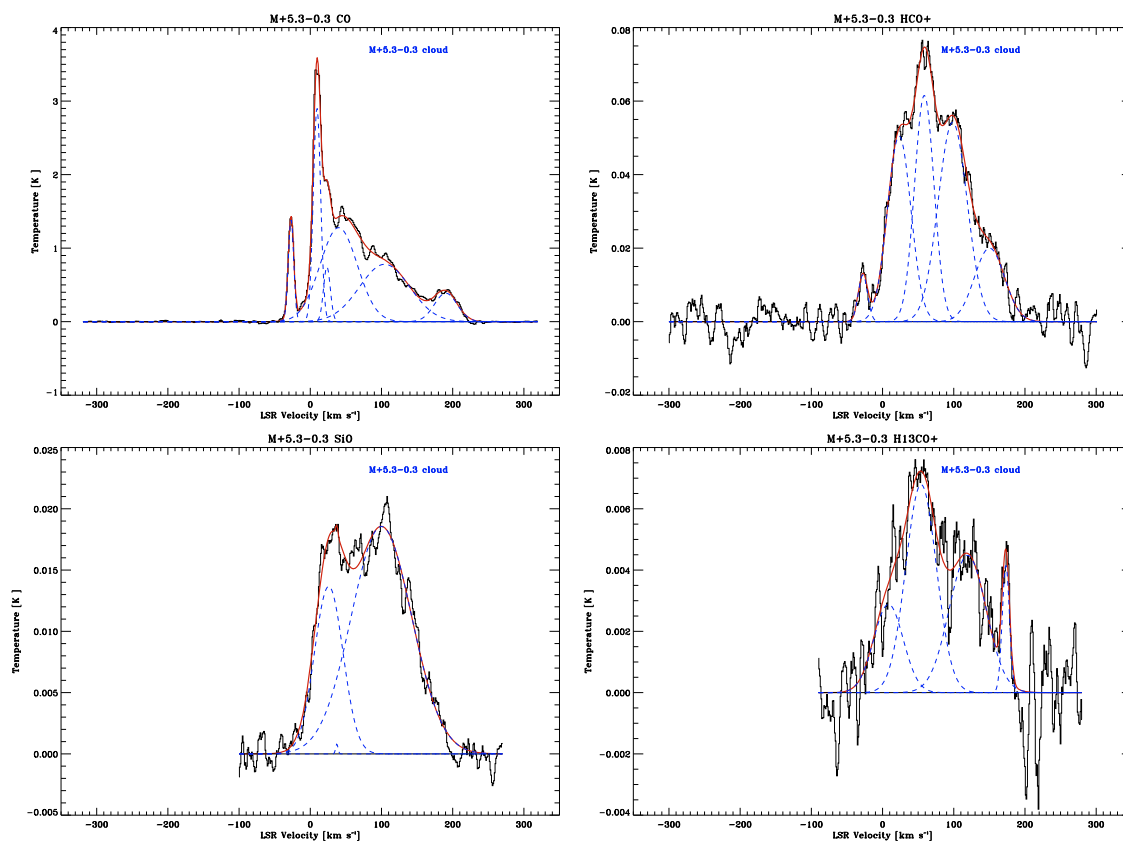 M+5.3-0.3 CO
M+5.3-0.3 cloud
Temperature [ K ]
4
3
2
1
0
-1
-300 -200 -100 0 100 200 300
LSR Velocity [ km s⁻¹]
M+5.3-0.3 HCO+
M+5.3-0.3 cloud
Temperature [ K ]
0.08
0.06
0.04
0.02
0.00
-0.02
-300 -200 -100 0 100 200 300
LSR Velocity [ km s⁻¹]
M+5.3-0.3 SiO
M+5.3-0.3 cloud
Temperature [ K ]
0.025
0.020
0.015
0.010
0.005
0.000
-0.005
-300 -200 -100 0 100 200 300
LSR Velocity [ km s⁻¹]
M+5.3-0.3 H13CO+
M+5.3-0.3 cloud
Temperature [ K ]
0.008
0.006
0.004
0.002
0.000
-0.002
-0.004
-300 -200 -100 0 100 200 300
LSR Velocity [ km s⁻¹]